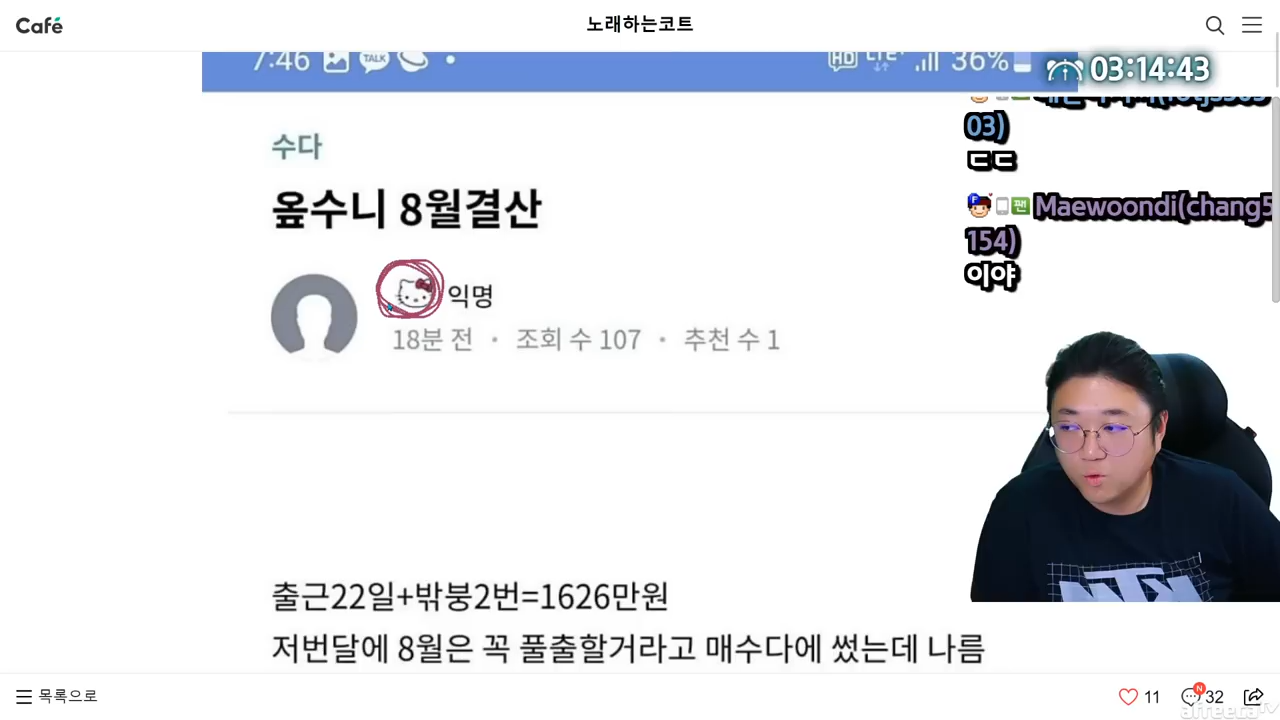 Café
노래하는코트
7:46 TALK HD LTE+ 36%
03:14:43
수다
03)
ㄷㄷ
옾수니 8월결산
Maewoondi(chang5
154)
이야
익명
18분 전 · 조회 수 107 · 추천 수 1
출근22일+밖붕2번=1626만원
저번달에 8월은 꼭 풀출할거라고 매수다에 썼는데 나름
목록으로
11
N
32
afreecaTV